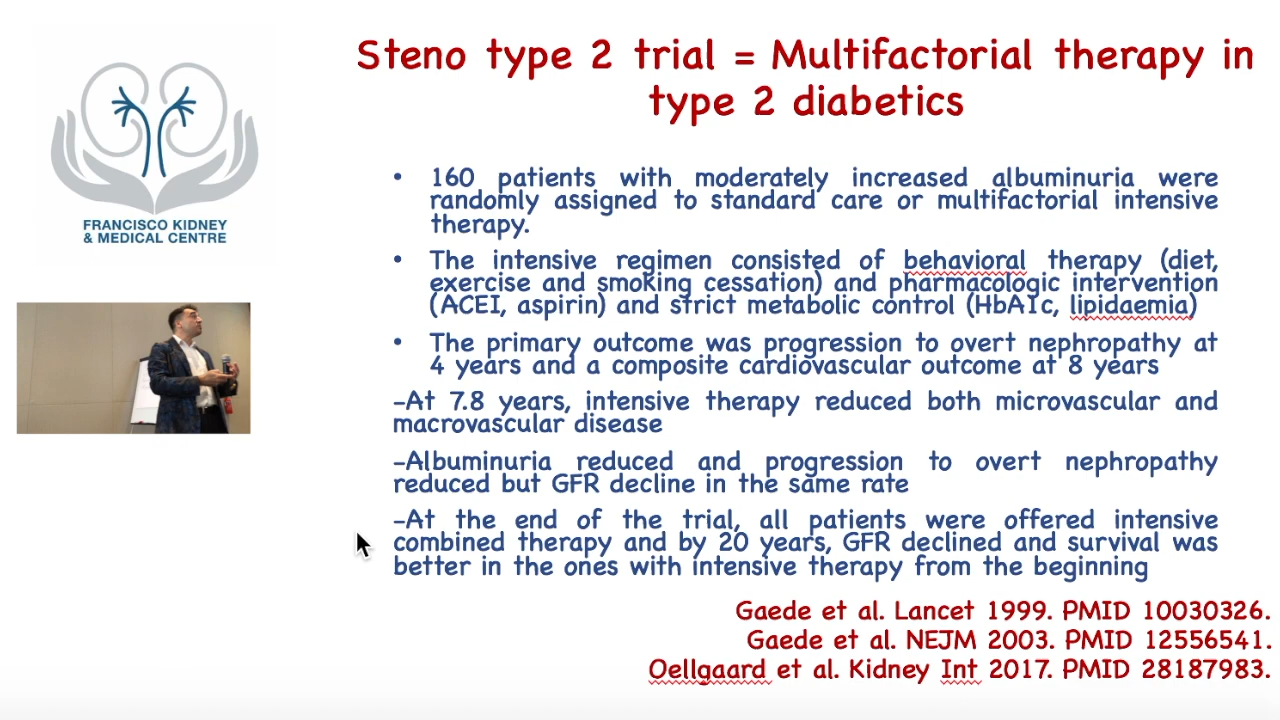 FRANCISCO KIDNEY
& MEDICAL CENTRE
Steno type 2 trial = Multifactorial therapy in
type 2 diabetics
• 160 patients with moderately increased albuminuria were
randomly assigned to standard care or multifactorial intensive
therapy.
• The intensive regimen consisted of behavioral therapy (diet,
exercise and smoking cessation) and pharmacologic intervention
(ACEI, aspirin) and strict metabolic control (HbA1c, lipidaemia)
• The primary outcome was progression to overt nephropathy at
4 years and a composite cardiovascular outcome at 8 years
-At 7.8 years, intensive therapy reduced both microvascular and
macrovascular disease
-Albuminuria reduced and progression to overt nephropathy
reduced but GFR decline in the same rate
-At the end of the trial, all patients were offered intensive
combined therapy and by 20 years, GFR declined and survival was
better in the ones with intensive therapy from the beginning
Gaede et al. Lancet 1999. PMID 10030326.
Gaede et al. NEJM 2003. PMID 12556541.
Oellgaard et al. Kidney Int 2017. PMID 28187983.